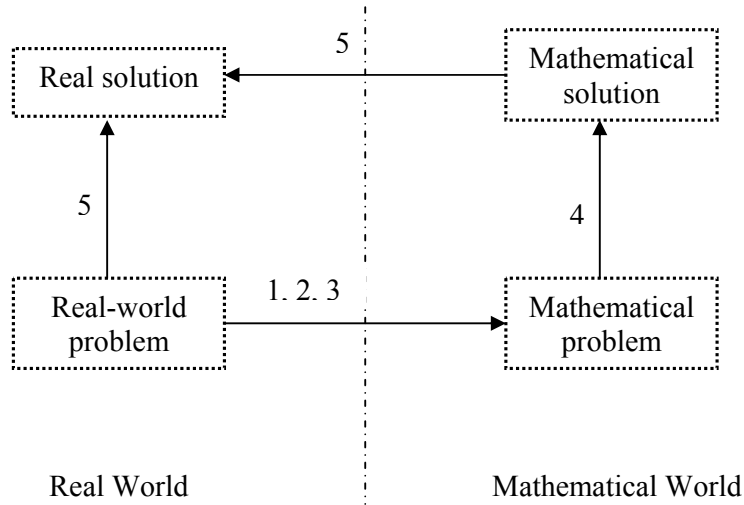 5
Real solution
Mathematical
solution
5
4
1, 2, 3
Real-world
problem
Mathematical
problem
Real World
Mathematical World